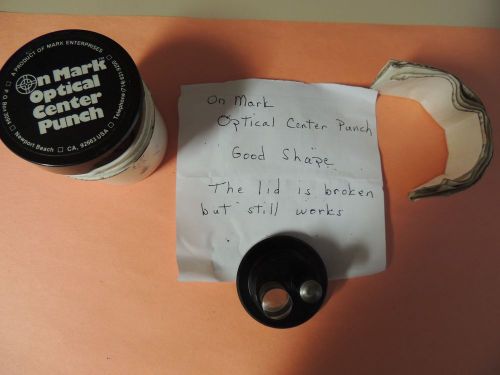 A PRODUCT OF MARK ENTERPRISES
On Mark
Optical
Center
Punch
Newport Beach
CA, 92663 USA
On Mark
Optical Center Punch
Good Shape
The lid is broken
but still works